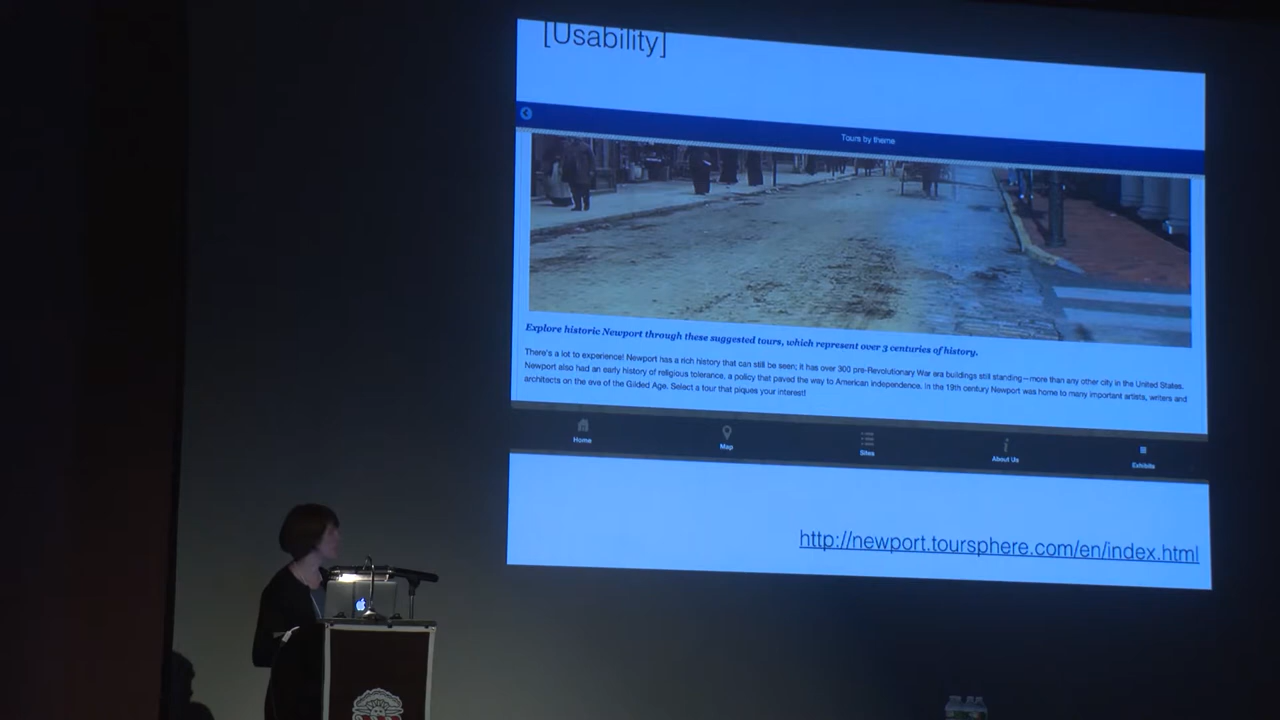 [Usability]
Tours by theme
Explore historic Newport through these suggested tours, which represent over 3 centuries of history.
There's a lot to experience! Newport has a rich history that can still be seen; it has over 300 pre-Revolutionary War era buildings still standing—more than any other city in the United States.
Newport also had an early history of religious tolerance, a policy that paved the way to American independence. In the 19th century Newport was home to many important artists, writers and
architects on the eve of the Gilded Age. Select a tour that piques your interest!
Home
Map
Sites
About Us
Exhibits
http://newport.toursphere.com/en/index.html